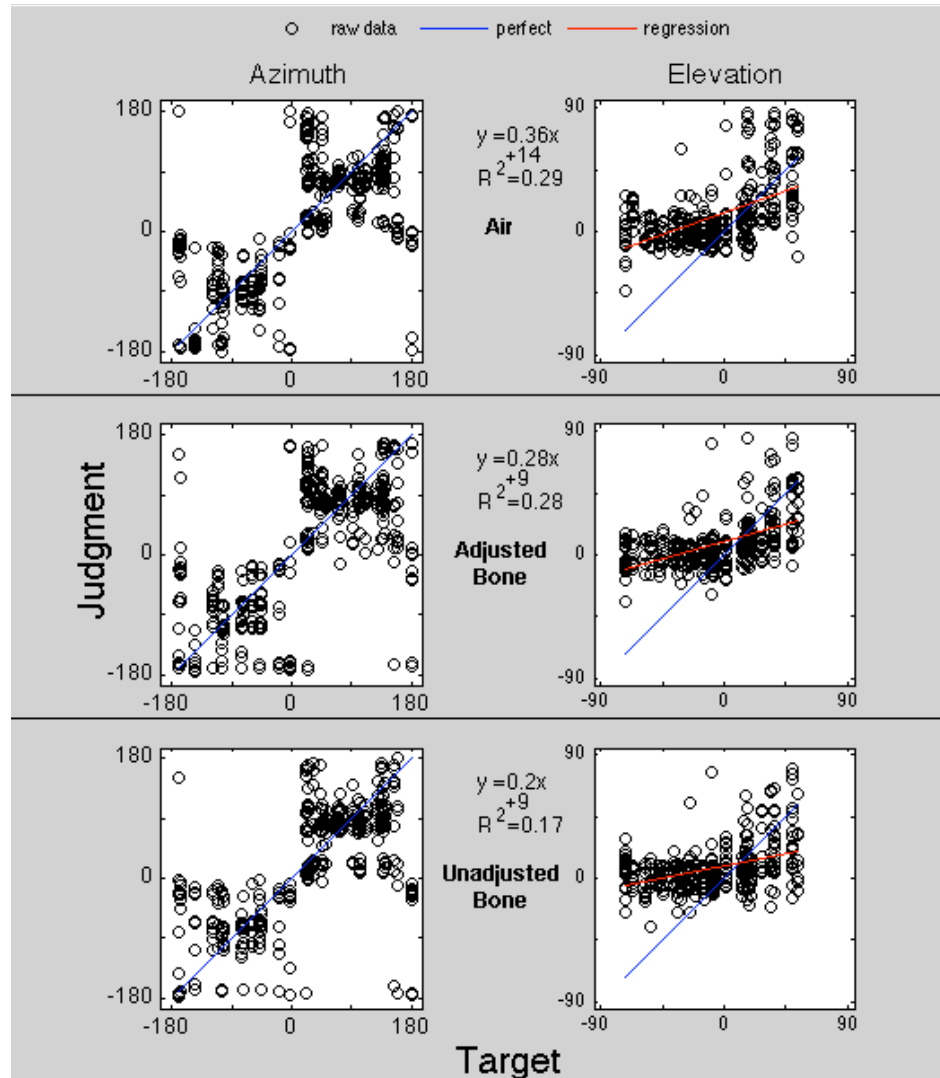 raw data perfect regression
Azimuth Elevation
180
0
-180
-180 0 180
y=0.36x
+14
R²=0.29
Air
90
0
-90
-90 0 90
Judgment
180
0
-180
-180 0 180
y=0.28x
+9
R²=0.28
Adjusted
Bone
90
0
-90
-90 0 90
180
0
-180
-180 0 180
y=0.2x
+9
R²=0.17
Unadjusted
Bone
90
0
-90
-90 0 90
Target